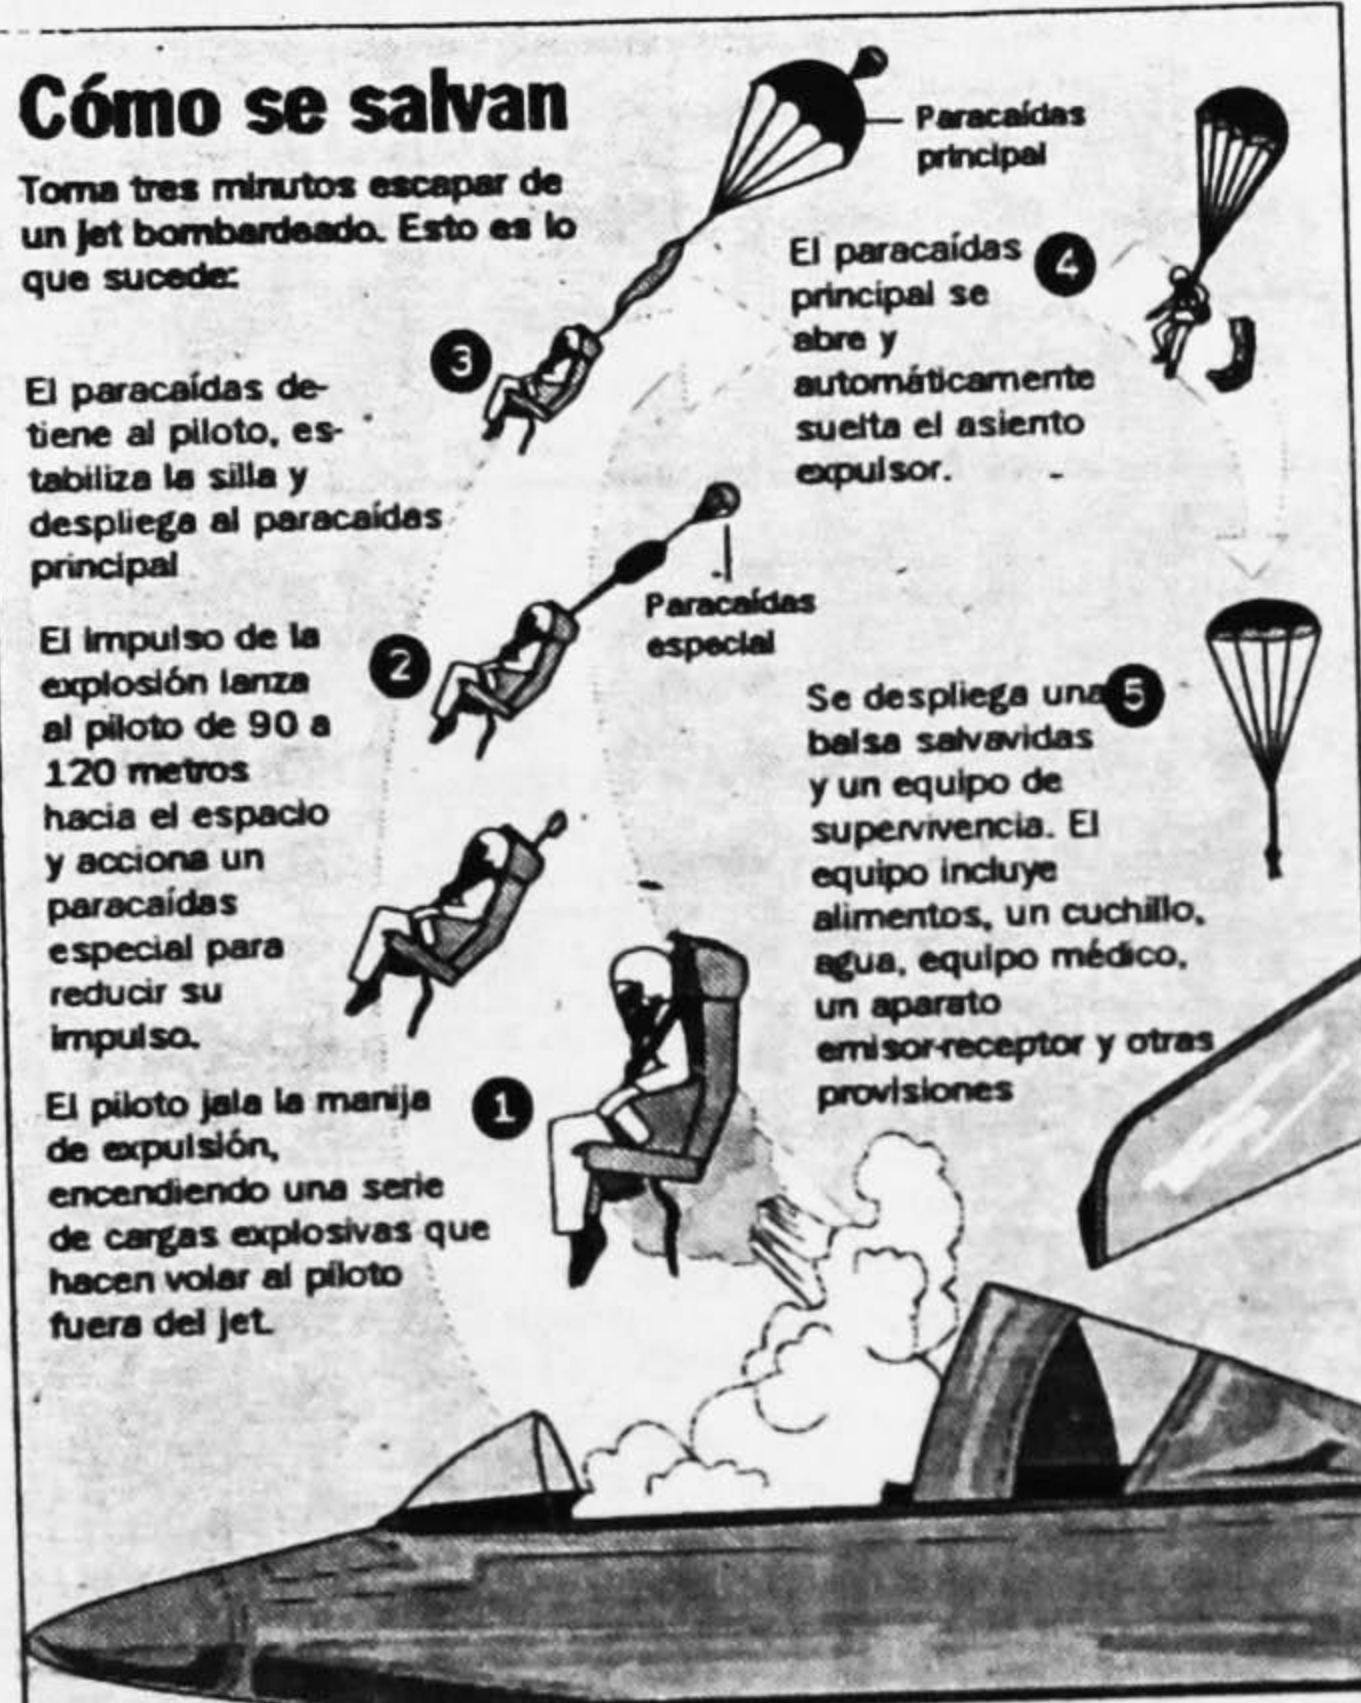 Cómo se salvan
Toma tres minutos escapar de
un jet bombardeado. Esto es lo
que sucede:
Paracaídas
principal
3
El paracaídas de-
tiene al piloto, es-
tabiliza la silla y
despliega al paracaídas
principal
4
El paracaídas
principal se
abre y
automáticamente
suelta el asiento
expulsor.
2
El impulso de la
explosión lanza
al piloto de 90 a
120 metros
hacia el espacio
y acciona un
paracaídas
especial para
reducir su
impulso.
Paracaídas
especial
5
Se despliega una
balsa salvavidas
y un equipo de
supervivencia. El
equipo incluye
alimentos, un cuchillo,
agua, equipo médico,
un aparato
emisor-receptor y otras
provisiones
1
El piloto jala la manija
de expulsión,
encendiendo una serie
de cargas explosivas que
hacen volar al piloto
fuera del jet.